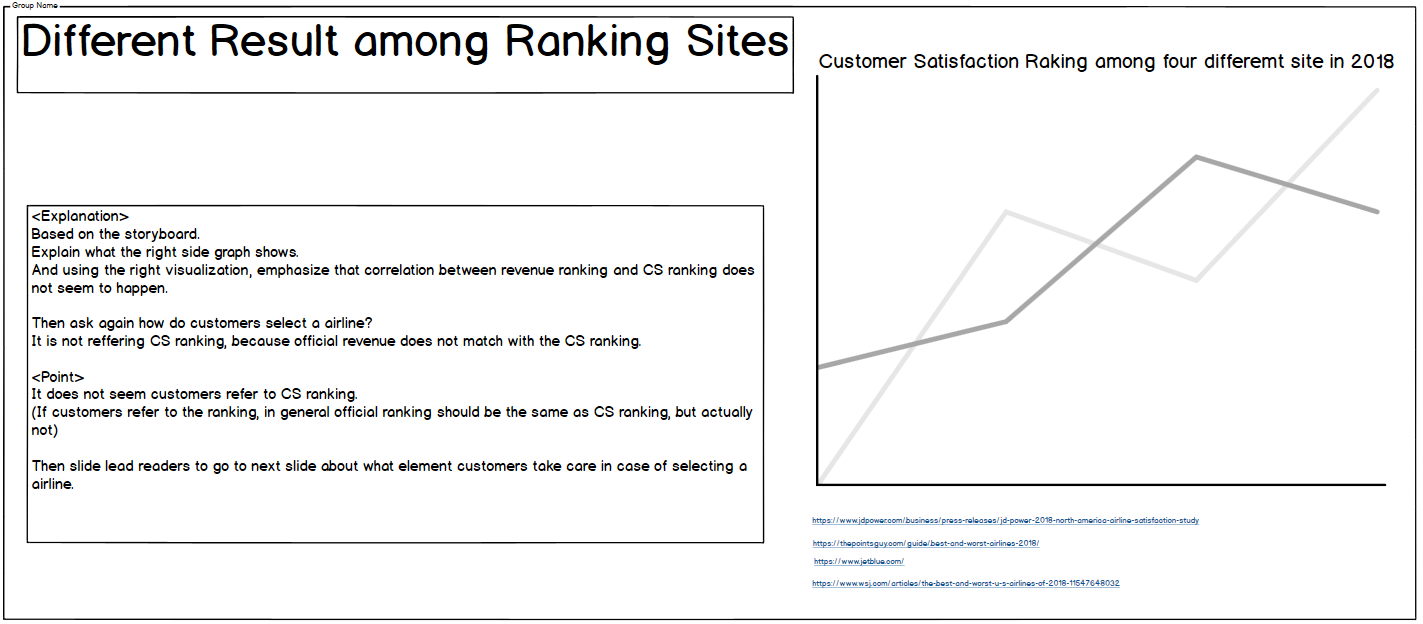 Group Name
Different Result among Ranking Sites
Customer Satisfaction Raking among four differemt site in 2018
<Explanation>
Based on the storyboard.
Explain what the right side graph shows.
And using the right visualization, emphasize that correlation between revenue ranking and CS ranking does
not seem to happen.
Then ask again how do customers select a airline?
It is not reffering CS ranking, because official revenue does not match with the CS ranking.
<Point>
It does not seem customers refer to CS ranking.
(If customers refer to the ranking, in general official ranking should be the same as CS ranking, but actually
not)
Then slide lead readers to go to next slide about what element customers take care in case of selecting a
airline.
https://www.jdpower.com/business/press-releases/jd-power-2018-north-america-airline-satisfaction-study
https://thepointsguy.com/guide/best-and-worst-airlines-2018/
https://www.jetblue.com/
https://www.wsj.com/articles/the-best-and-worst-u-s-airlines-of-2018-11547648032